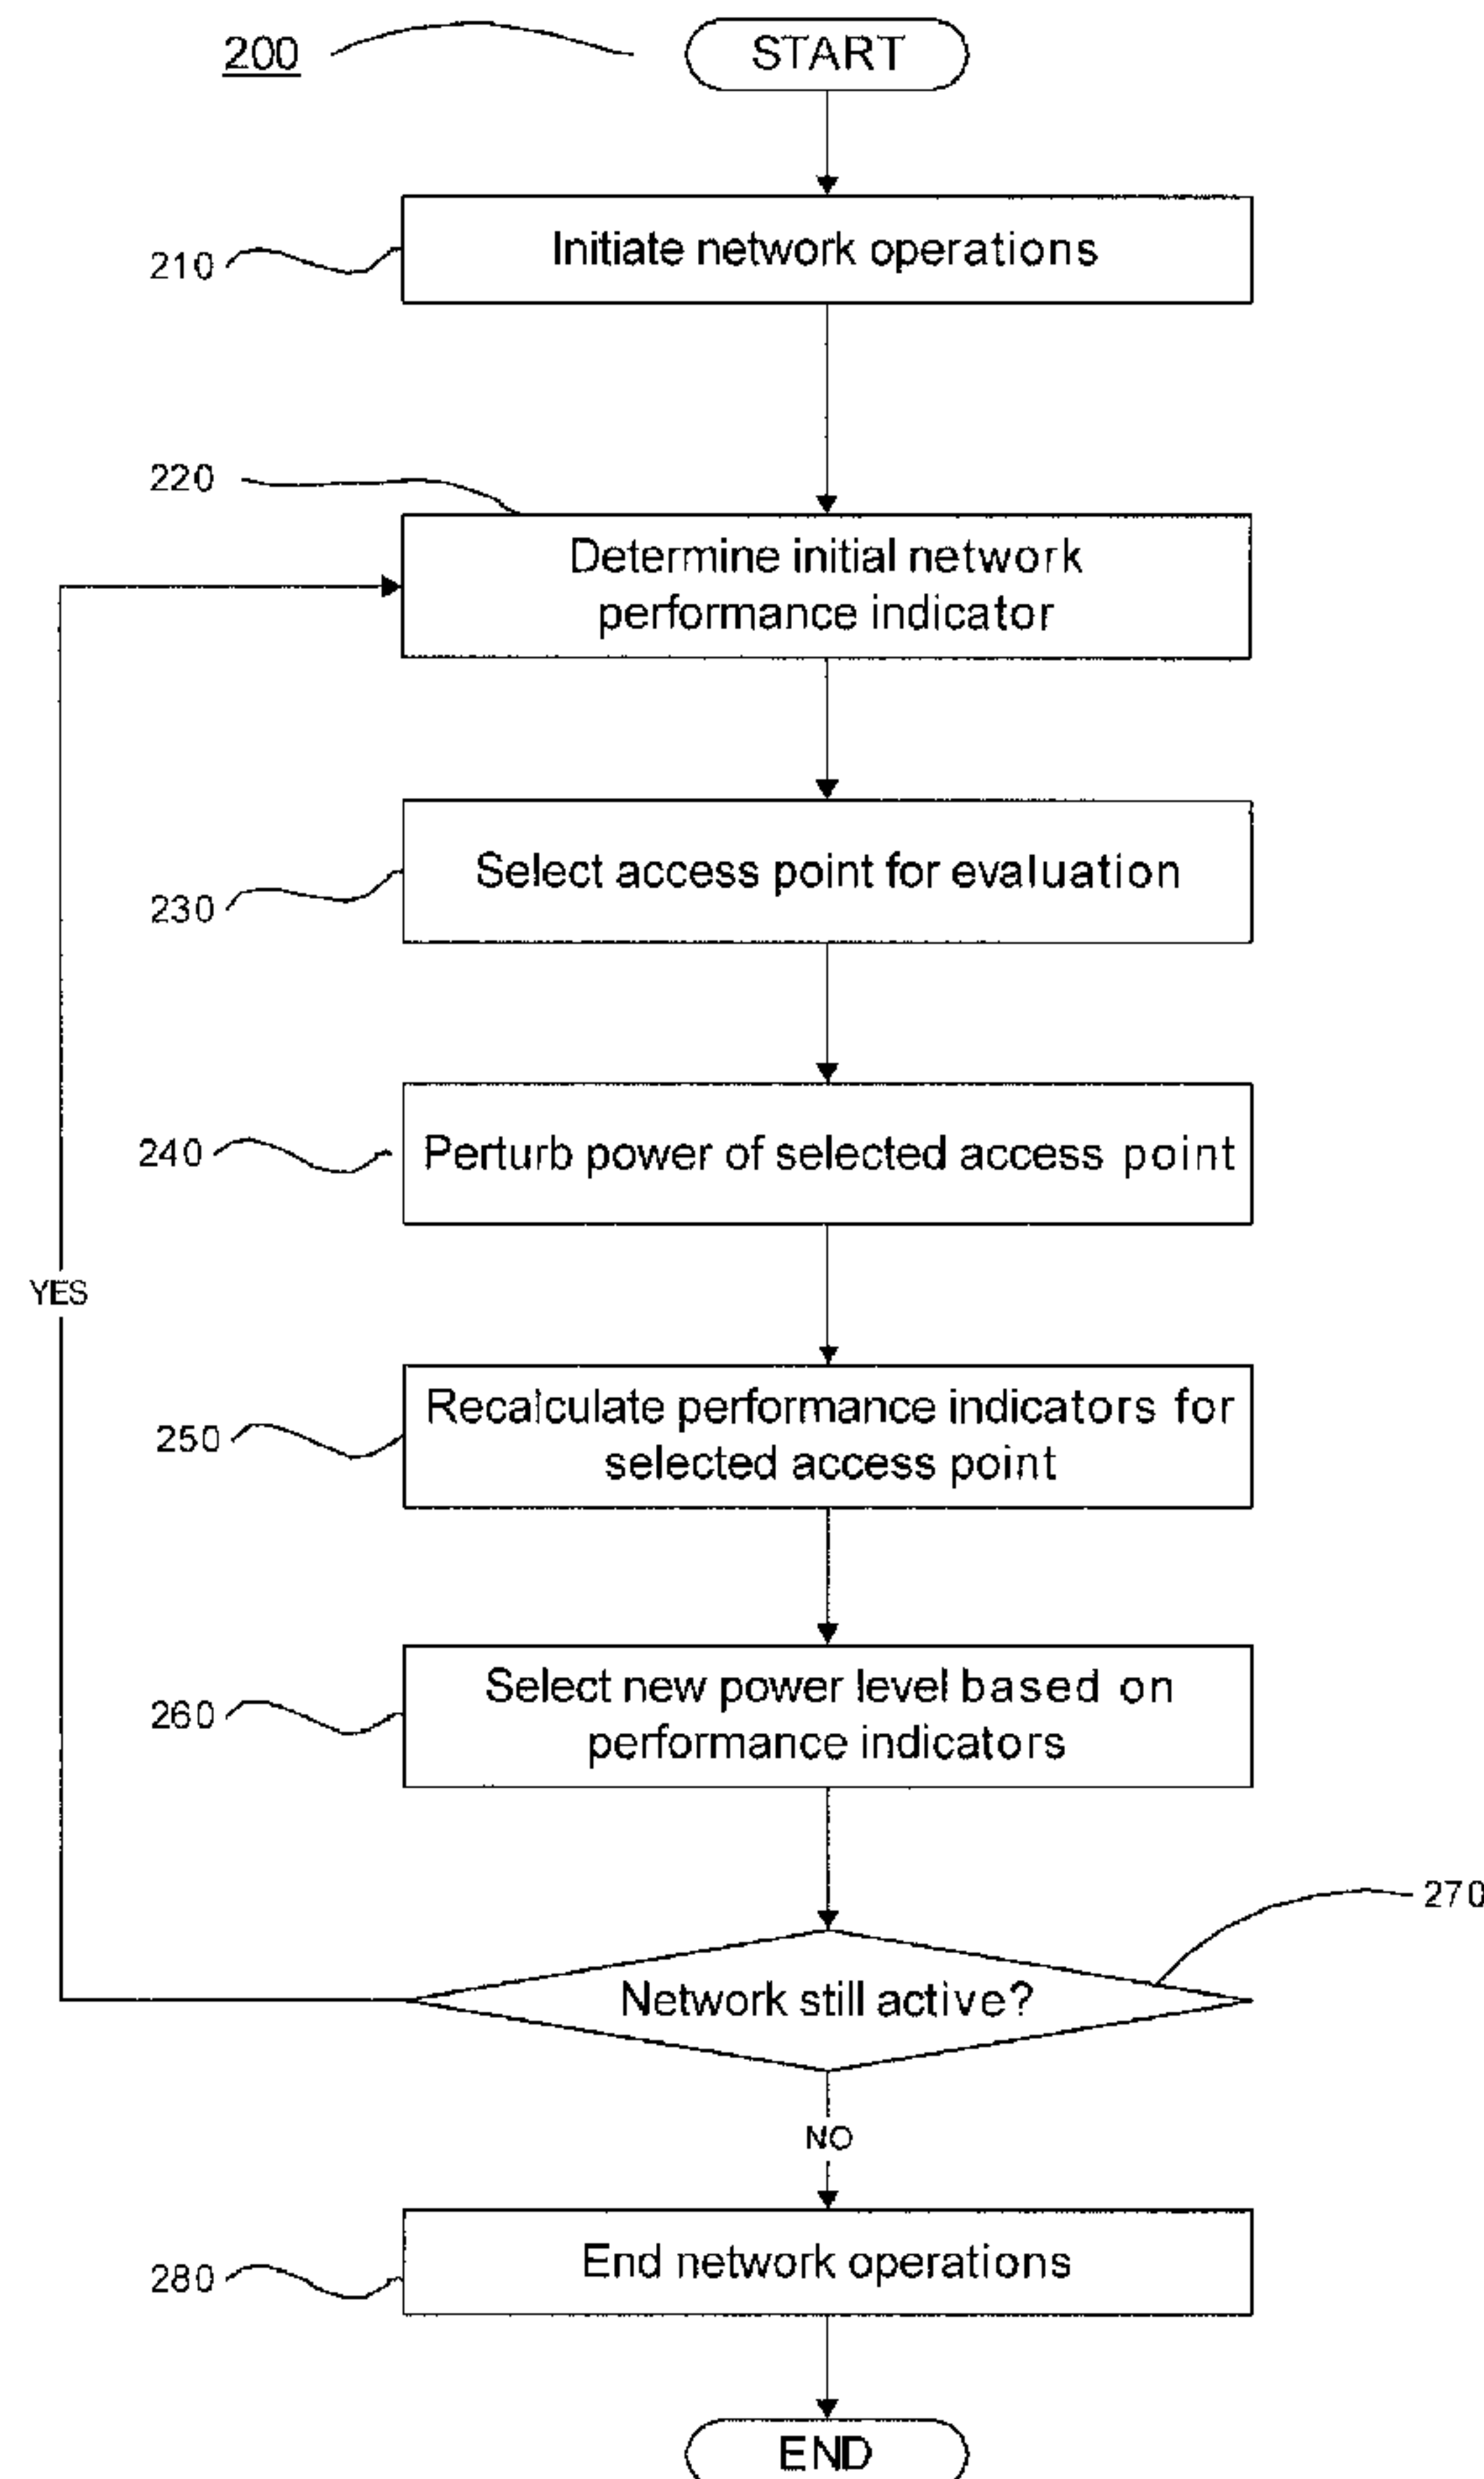 200
START
210
Initiate network operations
220
Determine initial network
performance indicator
Select access point for evaluation
230
240
Perturb power of selected access point
YES
Recalculate performance indicators for
250
selected access point
Select new power level based on
260
performance indicators
270
Network still active?
NO
End network operations
280
END